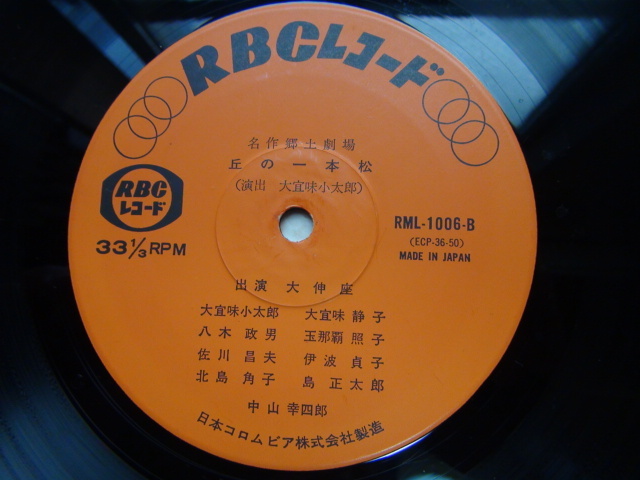 RBCレコード
名作郷土劇場
丘の一本松
(演出 大宜味小太郎)
RBC
レコード
33 1/3 RPM
RML-1006-B
(ECP-36-50)
MADE IN JAPAN
出演 大伸座
大宜味小太郎 大宜味静子
八木政男 玉那覇照子
佐川昌夫 伊波貞子
北島角子 島正太郎
中山幸四郎
日本コロムビア株式会社製造